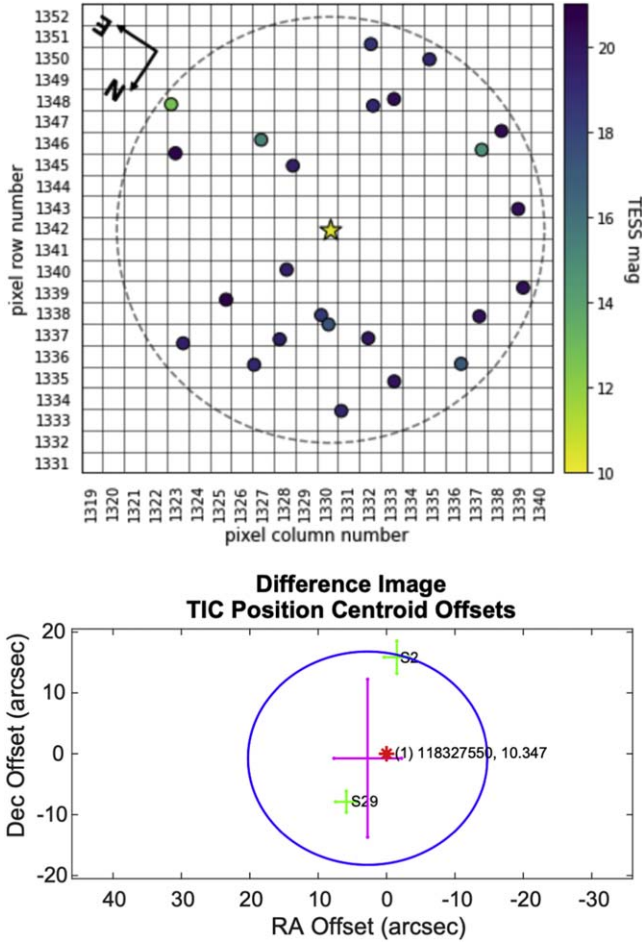 1352
1351
1350
1349
1348
1347
1346
1345
1344
1343
1342
1341
1340
1339
1338
1337
1336
1335
1334
1333
1332
1331
pixel row number
E
N
1319 1320 1321 1322 1323 1324 1325 1326 1327 1328 1329 1330 1331 1332 1333 1334 1335 1336 1337 1338 1339 1340
pixel column number
20
18
16
14
12
10
TESS mag
Difference Image
TIC Position Centroid Offsets
20
10
0
-10
-20
Dec Offset (arcsec)
S2
(1) 118327550, 10.347
S29
40 30 20 10 0 -10 -20 -30
RA Offset (arcsec)